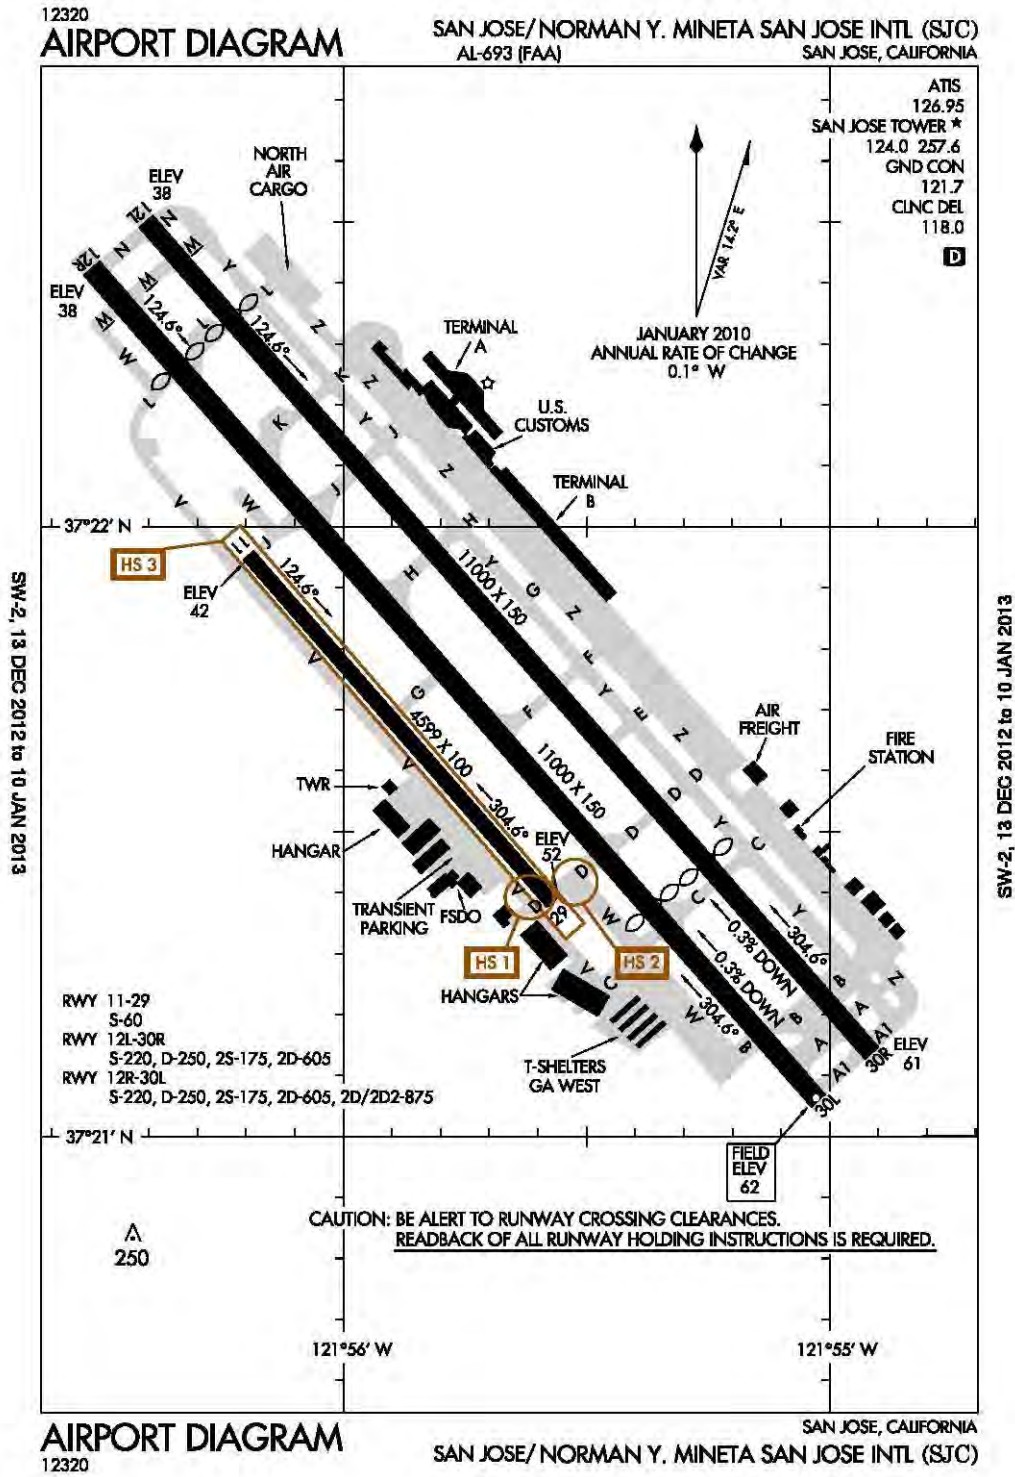 12320
AIRPORT DIAGRAM
SAN JOSE/ NORMAN Y. MINETA SAN JOSE INTL (SJC)
AL-693 (FAA)
SAN JOSE, CALIFORNIA
ATIS
126.95
SAN JOSE TOWER ★
124.0 257.6
GND CON
121.7
CLNC DEL
118.0
D
VAR 14.2° E
JANUARY 2010
ANNUAL RATE OF CHANGE
0.1° W
NORTH
AIR
CARGO
ELEV
38
12L
N
W
Y
ELEV
38
12R
N
W
W
W
L
L
L
V
124.6°
124.6°
Z
K
Z
K
Y
J
J
Z
H
H
TERMINAL
A
U.S.
CUSTOMS
TERMINAL
B
37°22' N
HS 3
W
J
11
124.6°
ELEV
42
11000 X 150
Y
G
Z
F
Y
E
Z
V
G
4599 X 100
V
F
11000 X 150
304.6°
AIR
FREIGHT
FIRE
STATION
TWR
HANGAR
TRANSIENT
PARKING
FSDO
ELEV
52
D
D
D
D
Y
C
V
D
29
W
C
Y
Z
HS 1
HS 2
HANGARS
V
C
W
304.6°
0.3% DOWN
0.3% DOWN
304.6°
B
B
B
A
A
A1
A1
30R
ELEV
61
30L
T-SHELTERS
GA WEST
RWY 11-29
S-60
RWY 12L-30R
S-220, D-250, 2S-175, 2D-605
RWY 12R-30L
S-220, D-250, 2S-175, 2D-605, 2D/2D2-875
37°21' N
FIELD
ELEV
62
CAUTION: BE ALERT TO RUNWAY CROSSING CLEARANCES.
READBACK OF ALL RUNWAY HOLDING INSTRUCTIONS IS REQUIRED.
250
121°56' W
121°55' W
SW-2, 13 DEC 2012 to 10 JAN 2013
SW-2, 13 DEC 2012 to 10 JAN 2013
AIRPORT DIAGRAM
12320
SAN JOSE, CALIFORNIA
SAN JOSE/ NORMAN Y. MINETA SAN JOSE INTL (SJC)